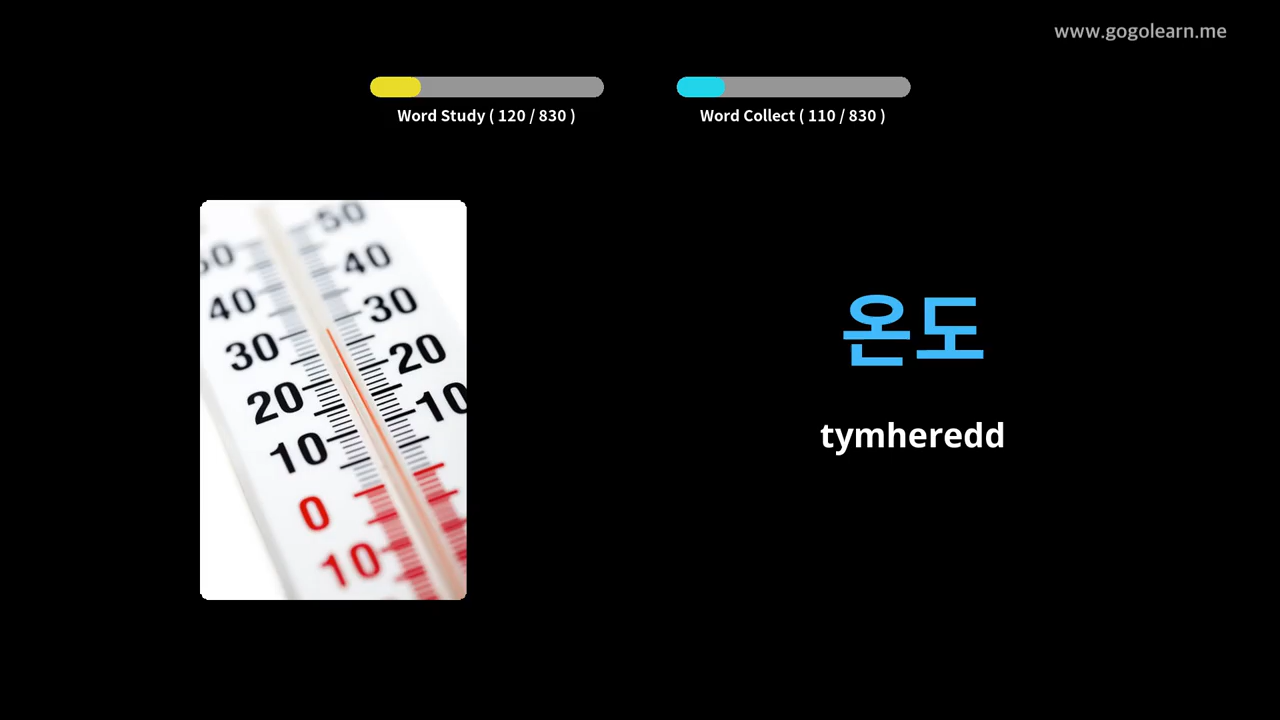 www.gogolearn.me
Word Study ( 120 / 830 )
Word Collect ( 110 / 830 )
50
50
40
40
30
30
20
20
10
10
0
10
온도
tymheredd